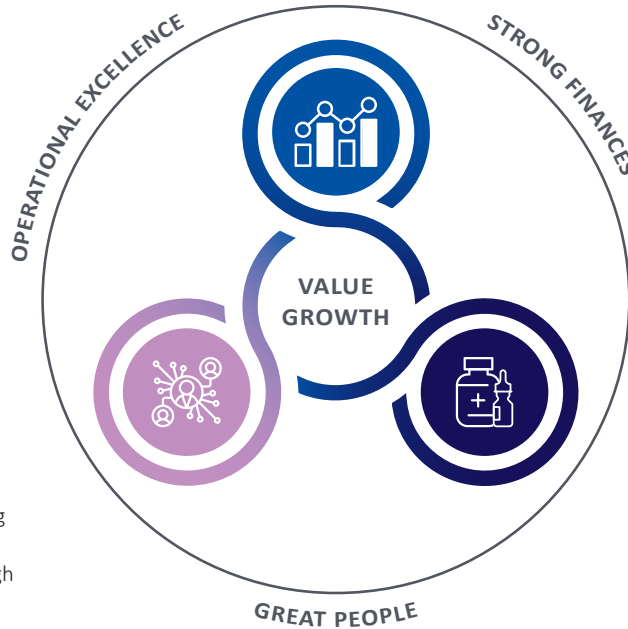 OPERATIONAL EXCELLENCE
STRONG FINANCES
VALUE
GROWTH
GREAT PEOPLE